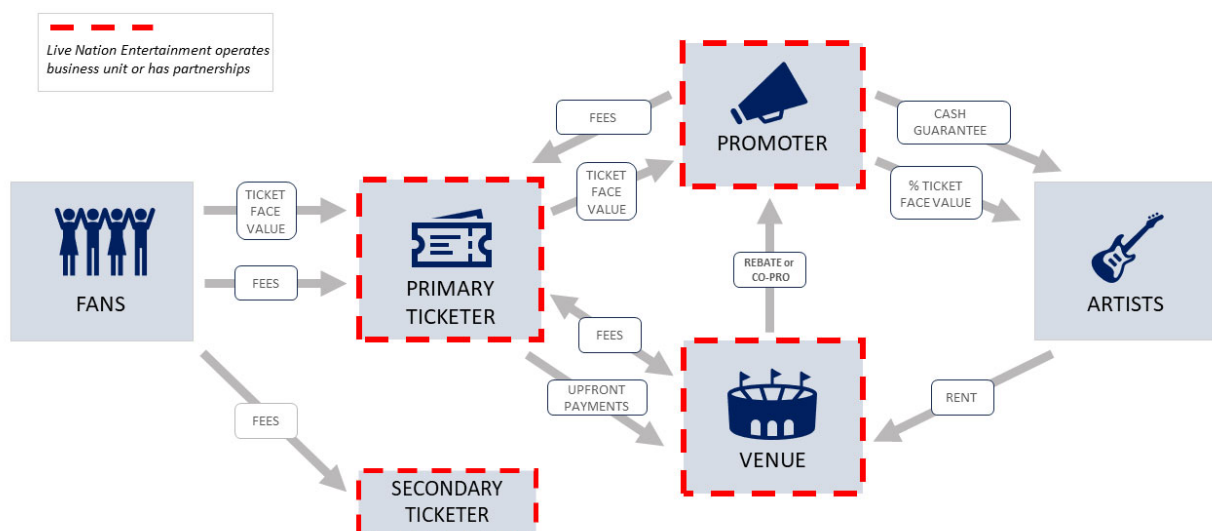 Live Nation Entertainment operates
business unit or has partnerships
FEES
PROMOTER
CASH
GUARANTEE
TICKET
FACE
VALUE
TICKET
FACE
VALUE
% TICKET
FACE VALUE
FEES
FANS
PRIMARY
TICKETER
REBATE or
CO-PRO
ARTISTS
FEES
UPFRONT
PAYMENTS
RENT
FEES
VENUE
SECONDARY
TICKETER